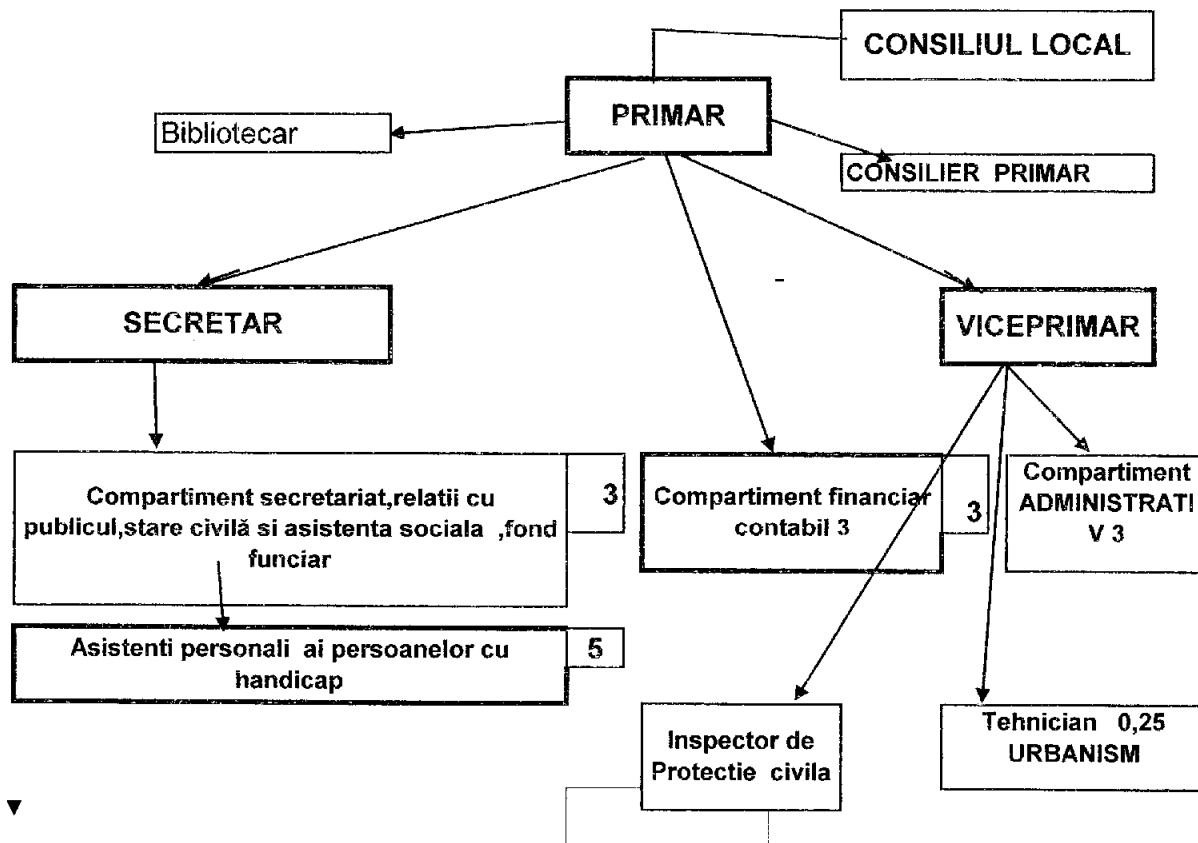 CONSILIUL LOCAL
PRIMAR
Bibliotecar
CONSILIER PRIMAR
SECRETAR
VICEPRIMAR
Compartiment secretariat,relatii cu
publicul,stare civilă si asistenta sociala ,fond
funciar
3
Compartiment financiar
contabil 3
3
Compartiment
ADMINISTRATI
V 3
Asistenti personali ai persoanelor cu
handicap
5
Inspector de
Protectie civila
Tehnician 0,25
URBANISM